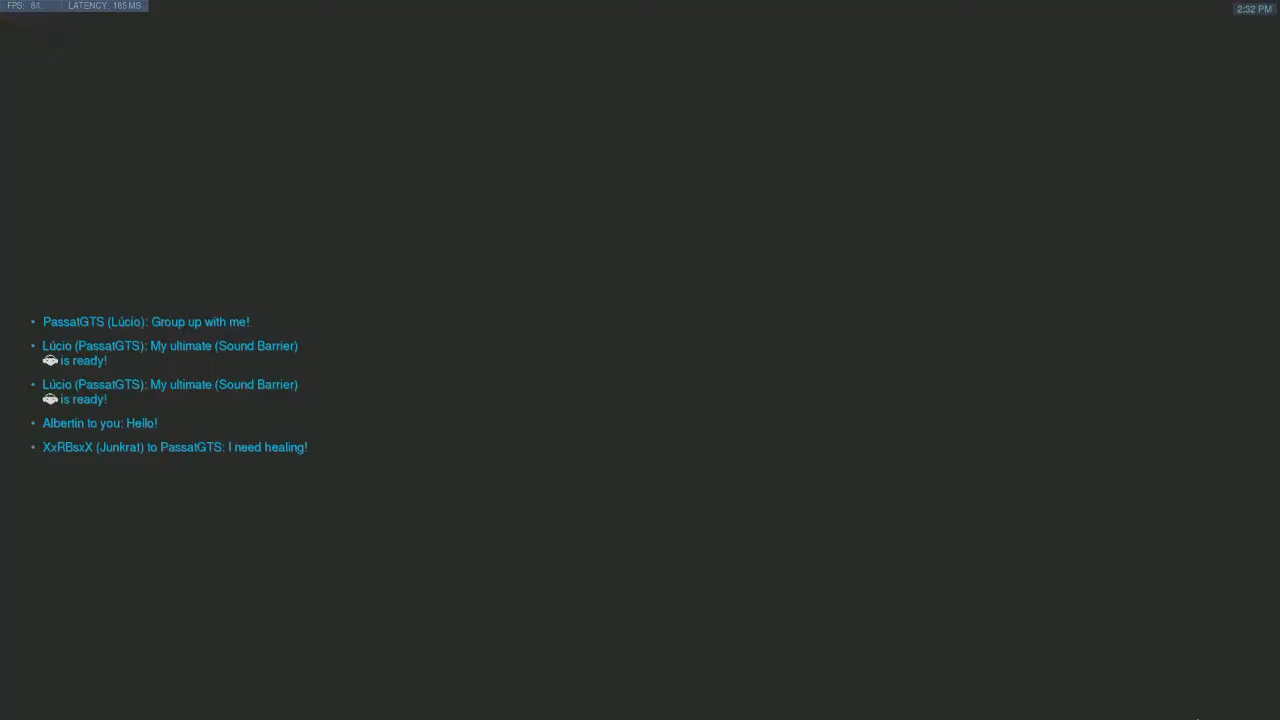 FPS: LATENCY: 185 MS
2:32 PM
• PassatGTS (Lúcio): Group up with me!
• Lúcio (PassatGTS): My ultimate (Sound Barrier)
is ready!
• Lúcio (PassatGTS): My ultimate (Sound Barrier)
is ready!
• Albertin to you: Hello!
• XxRBsxX (Junkrat) to PassatGTS: I need healing!